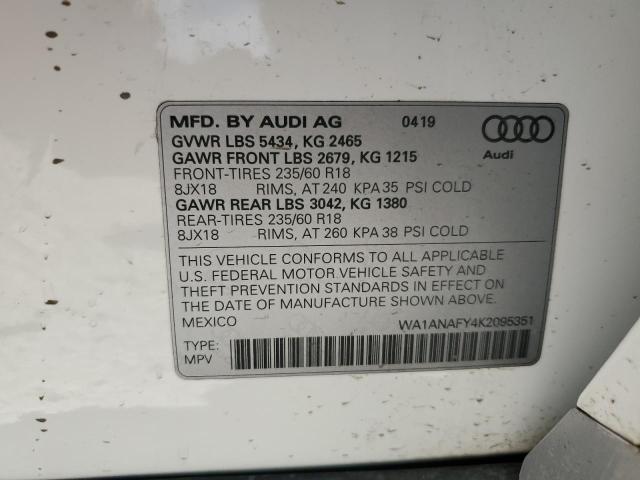 MFD. BY AUDI AG 0419
GVWR LBS 5434, KG 2465
GAWR FRONT LBS 2679, KG 1215
Audi
FRONT-TIRES 235/60 R18
8JX18 RIMS, AT 240 KPA 35 PSI COLD
GAWR REAR LBS 3042, KG 1380
REAR-TIRES 235/60 R18
8JX18 RIMS, AT 260 KPA 38 PSI COLD
THIS VEHICLE CONFORMS TO ALL APPLICABLE
U.S. FEDERAL MOTOR VEHICLE SAFETY AND
THEFT PREVENTION STANDARDS IN EFFECT ON
THE DATE OF MANUFACTURE SHOWN ABOVE.
MEXICO WA1ANAFY4K2095351
TYPE:
MPV